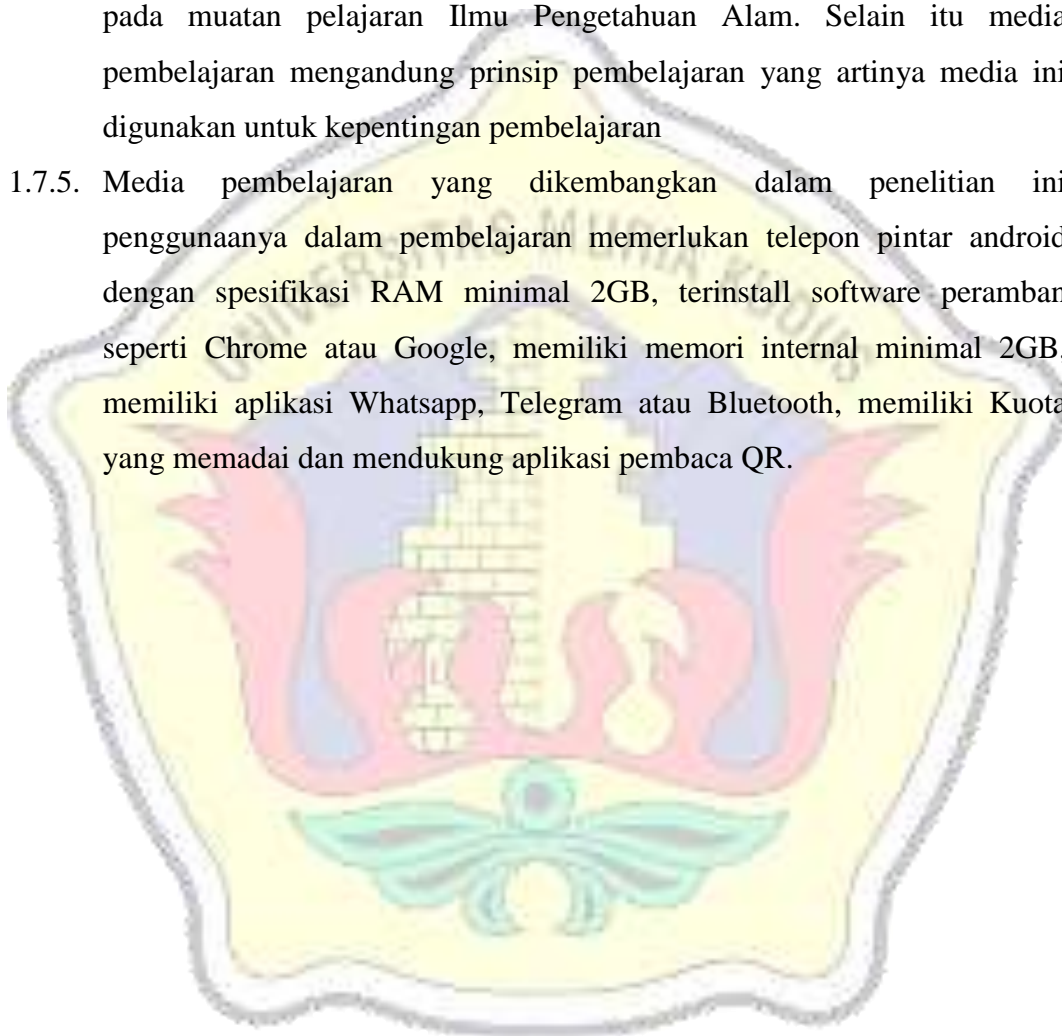 pada muatan pelajaran Ilmu Pengetahuan Alam. Selain itu media
pembelajaran mengandung prinsip pembelajaran yang artinya media ini
digunakan untuk kepentingan pembelajaran
1.7.5. Media pembelajaran yang dikembangkan dalam penelitian ini
penggunaanya dalam pembelajaran memerlukan telepon pintar android
dengan spesifikasi RAM minimal 2GB, terinstall software peramban
seperti Chrome atau Google, memiliki memori internal minimal 2GB,
memiliki aplikasi Whatsapp, Telegram atau Bluetooth, memiliki Kuota
yang memadai dan mendukung aplikasi pembaca QR.
UNIVERSITAS MURIA KUDUS